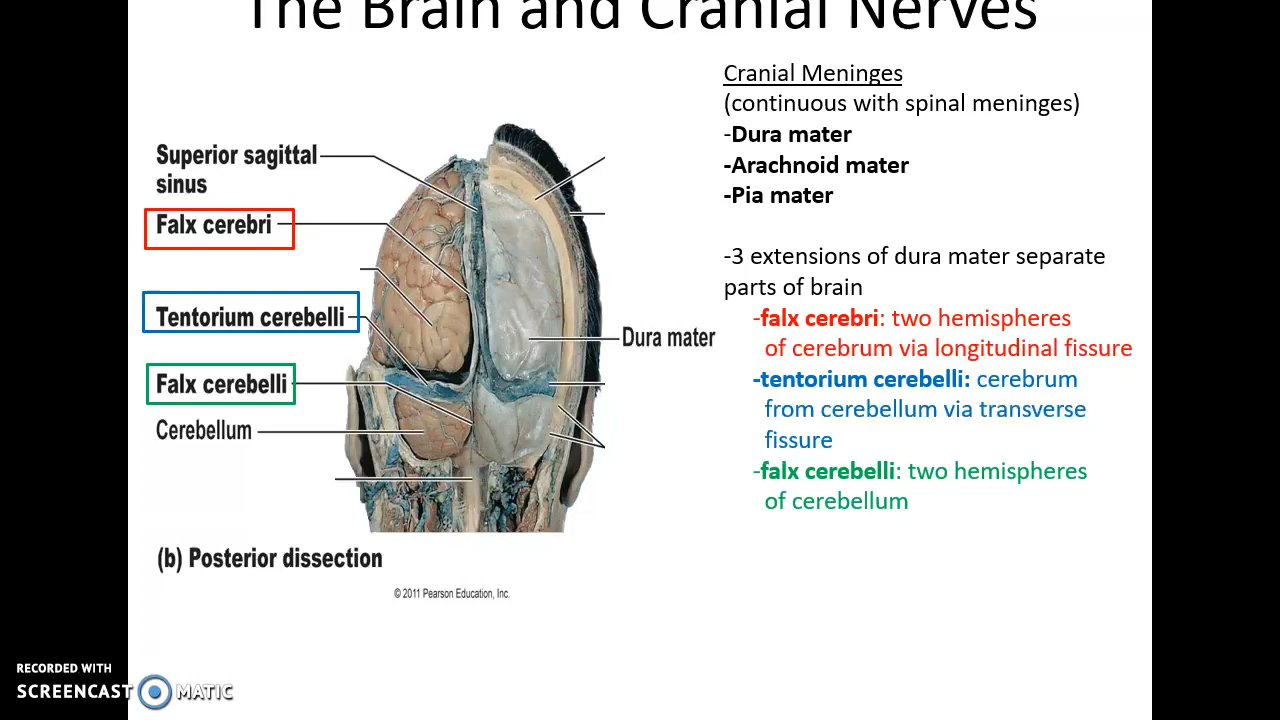 The Brain and Cranial Nerves
Cranial Meninges
(continuous with spinal meninges)
-Dura mater
-Arachnoid mater
-Pia mater
-3 extensions of dura mater separate
parts of brain
-falx cerebri: two hemispheres
of cerebrum via longitudinal fissure
-tentorium cerebelli: cerebrum
from cerebellum via transverse
fissure
-falx cerebelli: two hemispheres
of cerebellum
Superior sagittal
sinus
Falx cerebri
Tentorium cerebelli
Falx cerebelli
Cerebellum
Dura mater
(b) Posterior dissection
© 2011 Pearson Education, Inc.
RECORDED WITH
SCREENCAST MATIC